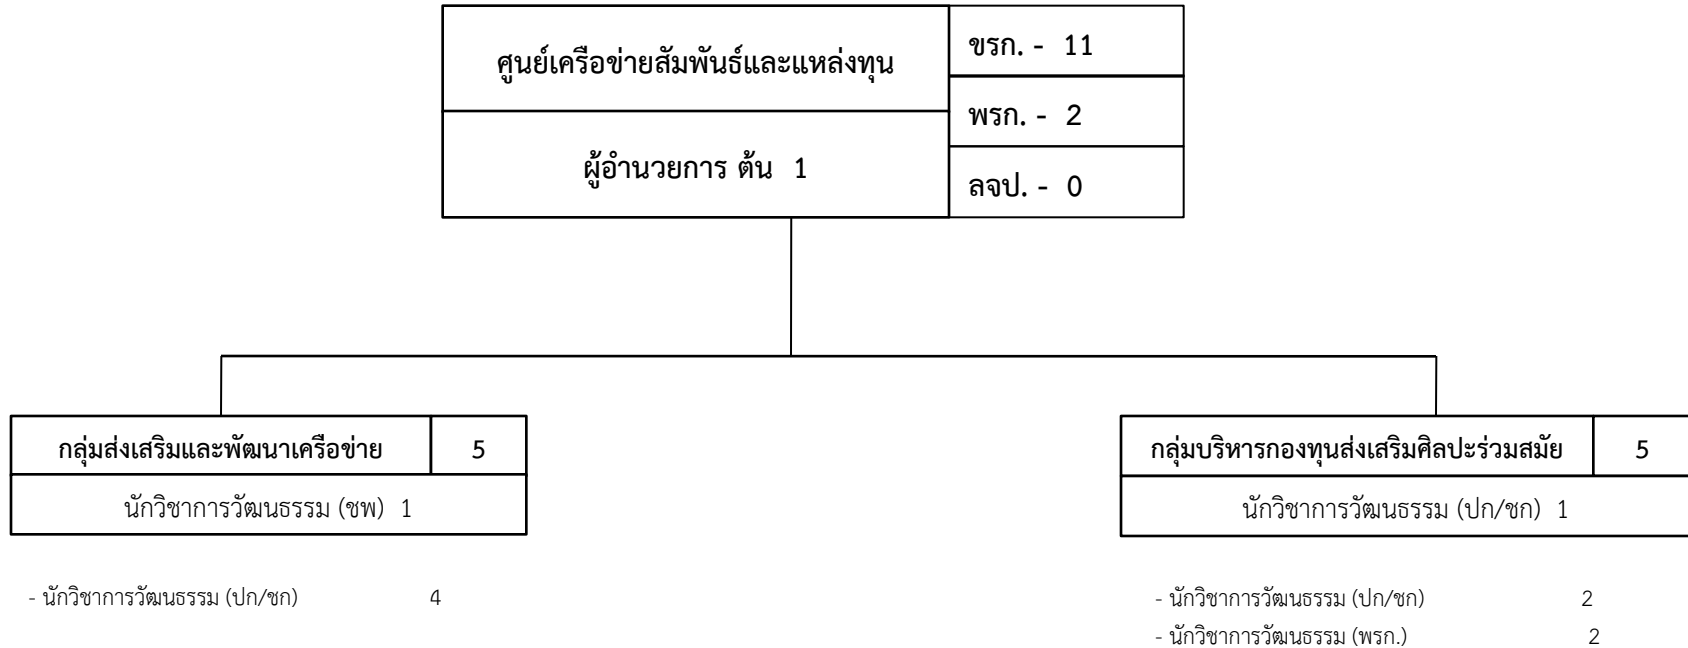 ศูนย์เครือข่ายสัมพันธ์และแหล่งทุน
ผู้อำนวยการ ต้น 1
ขรก. - 11
พรก. - 2
ลจป. - 0
กลุ่มส่งเสริมและพัฒนาเครือข่าย 5
นักวิชาการวัฒนธรรม (ชพ) 1
- นักวิชาการวัฒนธรรม (ปก/ชก) 4
กลุ่มบริหารกองทุนส่งเสริมศิลปะร่วมสมัย 5
นักวิชาการวัฒนธรรม (ปก/ชก) 1
- นักวิชาการวัฒนธรรม (ปก/ชก) 2
- นักวิชาการวัฒนธรรม (พรก.) 2